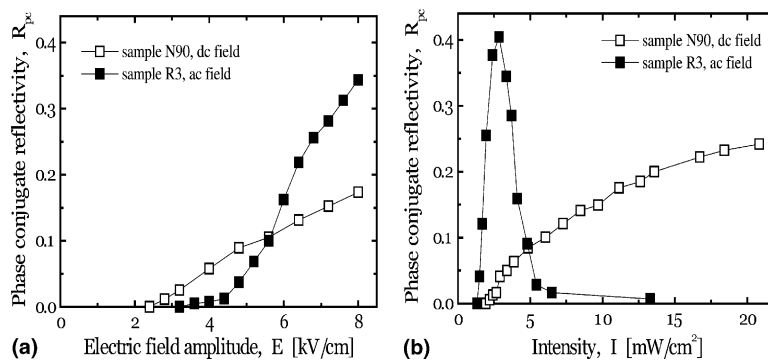 Phase conjugate reflectivity, R_pc
0.4
0.3
0.2
0.1
0.0
sample N90, dc field
sample R3, ac field
0 2 4 6 8
(a) Electric field amplitude, E [kV/cm]
Phase conjugate reflectivity, R_pc
0.4
0.3
0.2
0.1
0.0
sample N90, dc field
sample R3, ac field
0 5 10 15 20
(b) Intensity, I [mW/cm²]